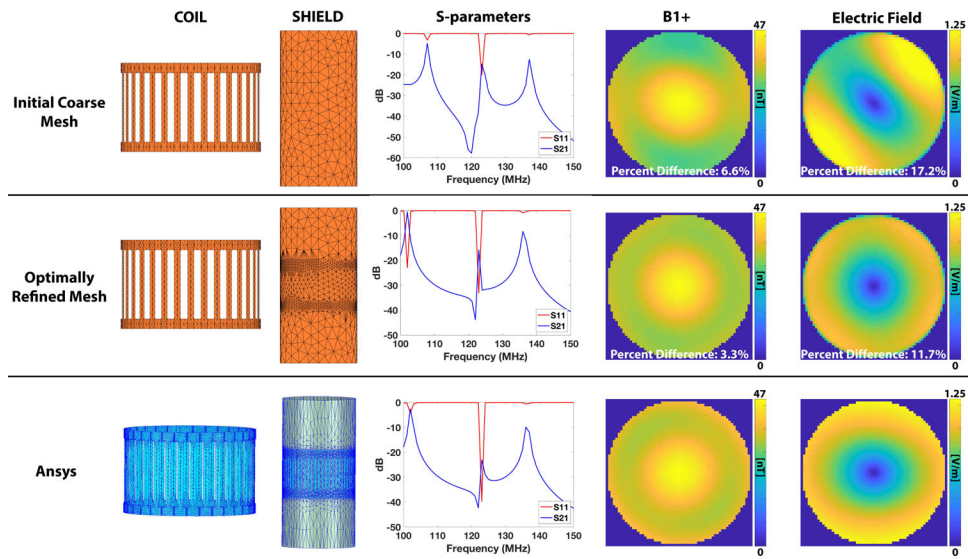 COIL SHIELD S-parameters B1+ Electric Field
Initial Coarse
Mesh
0
-10
-20
-30
-40
-50
-60
dB
100 110 120 130 140 150
Frequency (MHz)
S11
S21
47
[nT]
0
Percent Difference: 6.6%
1.25
[V/m]
0
Percent Difference: 17.2%
Optimally
Refined Mesh
0
-10
-20
-30
-40
-50
dB
100 110 120 130 140 150
Frequency (MHz)
S11
S21
47
[nT]
0
Percent Difference: 3.3%
1.25
[V/m]
0
Percent Difference: 11.7%
Ansys
0
-10
-20
-30
-40
-50
dB
100 110 120 130 140 150
Frequency (MHz)
S11
S21
47
[nT]
0
1.25
[V/m]
0